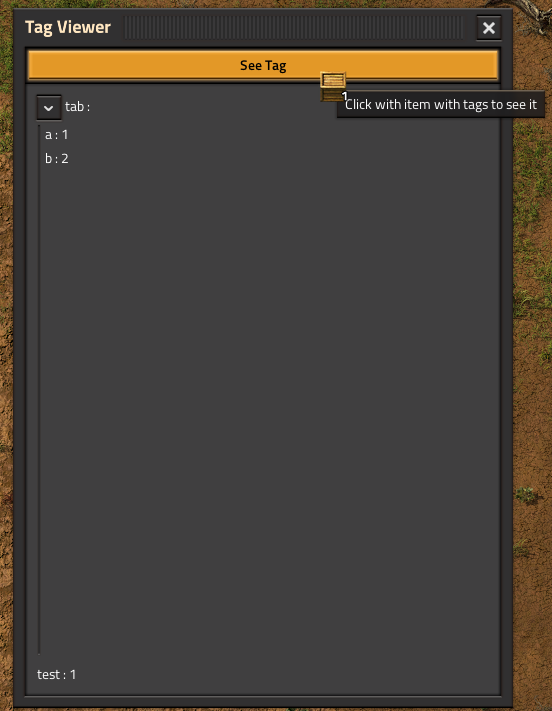 Tag Viewer
See Tag
1
Click with item with tags to see it
tab :
a : 1
b : 2
test : 1